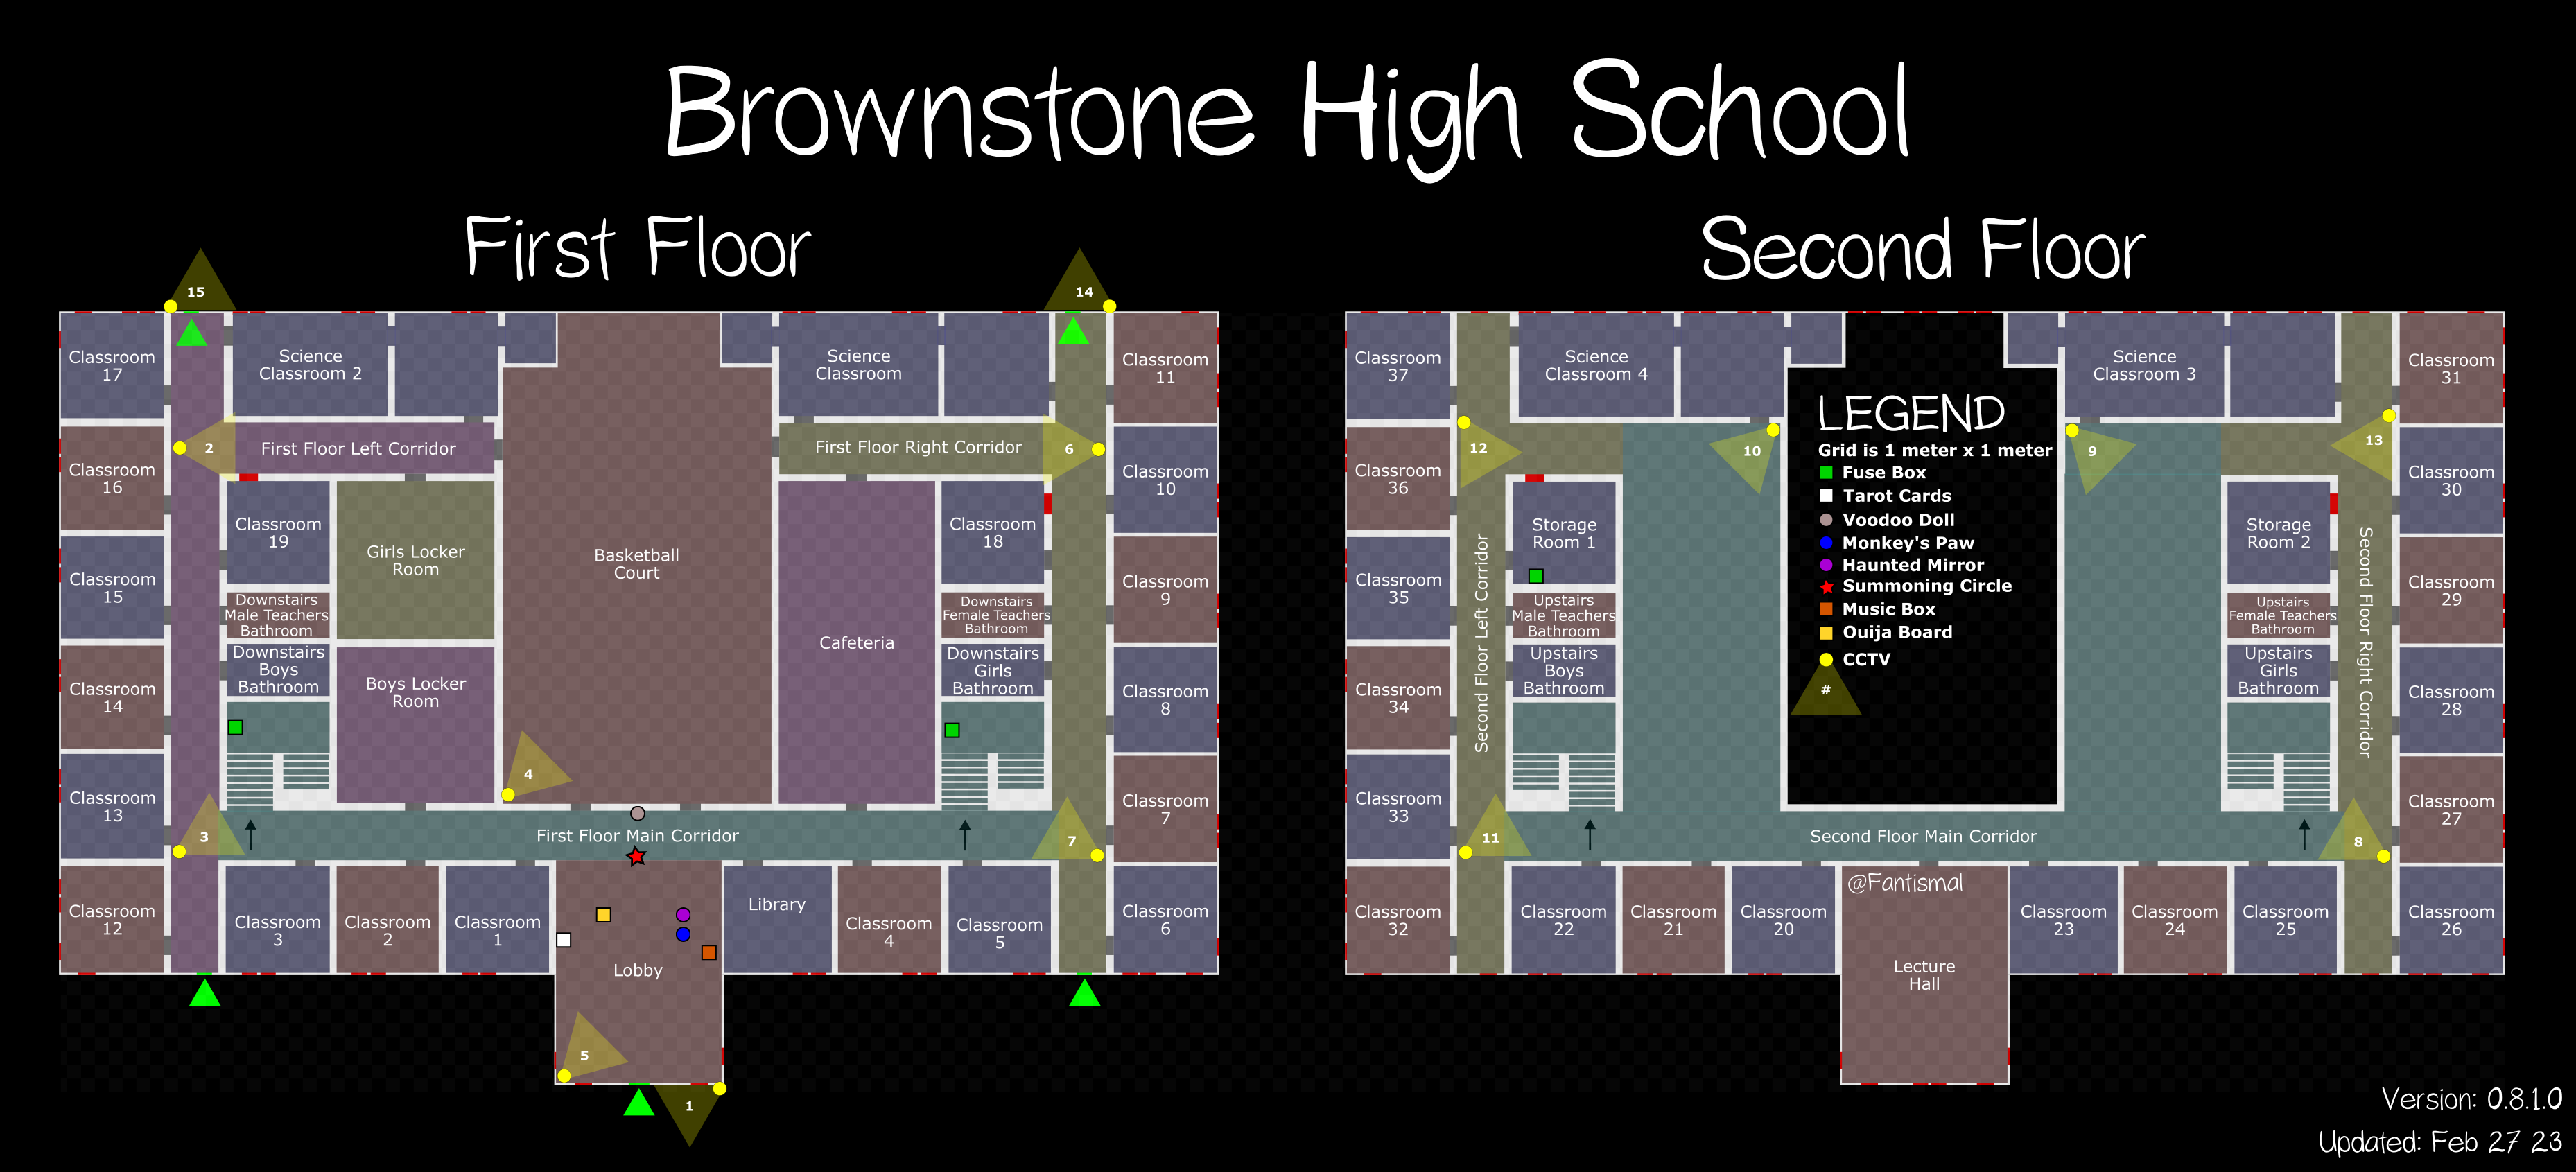 Brownstone High School
First Floor
Second Floor
15
14
Classroom
17
Science
Classroom 2
Science
Classroom
Classroom
11
2
First Floor Left Corridor
First Floor Right Corridor
6
Classroom
16
Classroom
10
Classroom
19
Girls Locker
Room
Basketball
Court
Classroom
18
Classroom
15
Downstairs
Male Teachers
Bathroom
Downstairs
Female Teachers
Bathroom
Classroom
9
Cafeteria
Downstairs
Boys
Bathroom
Boys Locker
Room
Downstairs
Girls
Bathroom
Classroom
14
Classroom
8
4
Classroom
13
Classroom
7
3
First Floor Main Corridor
7
Classroom
12
Classroom
3
Classroom
2
Classroom
1
Library
Classroom
4
Classroom
5
Classroom
6
Lobby
5
1
Classroom
37
Science
Classroom 4
Science
Classroom 3
Classroom
31
12
10
9
13
Classroom
36
Classroom
30
Storage
Room 1
Storage
Room 2
Second Floor Left Corridor
Second Floor Right Corridor
Classroom
35
Classroom
29
Upstairs
Male Teachers
Bathroom
Upstairs
Female Teachers
Bathroom
Upstairs
Boys
Bathroom
Upstairs
Girls
Bathroom
Classroom
34
Classroom
28
Classroom
33
Classroom
27
11
Second Floor Main Corridor
8
Classroom
32
Classroom
22
Classroom
21
Classroom
20
@Fantismal
Classroom
23
Classroom
24
Classroom
25
Classroom
26
Lecture
Hall
LEGEND
Grid is 1 meter x 1 meter
Fuse Box
Tarot Cards
Voodoo Doll
Monkey's Paw
Haunted Mirror
Summoning Circle
Music Box
Ouija Board
CCTV
#
Version: 0.8.1.0
Updated: Feb 27 23